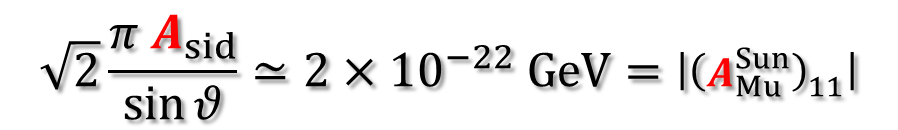 √2 π A_sid / sin ϑ ≃ 2 × 10^−22 GeV = |(A_Mu^Sun)_11|